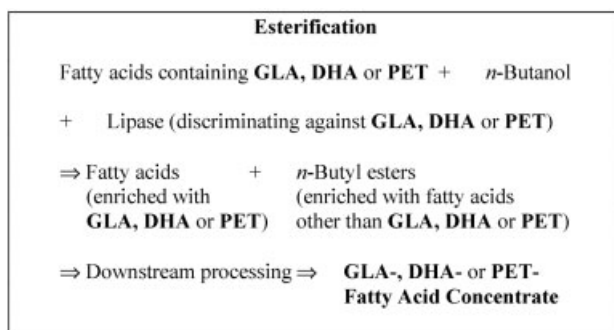 Esterification
Fatty acids containing GLA, DHA or PET + n-Butanol
+ Lipase (discriminating against GLA, DHA or PET)
⇒ Fatty acids + n-Butyl esters
(enriched with (enriched with fatty acids
GLA, DHA or PET) other than GLA, DHA or PET)
⇒ Downstream processing ⇒ GLA-, DHA- or PET-
Fatty Acid Concentrate